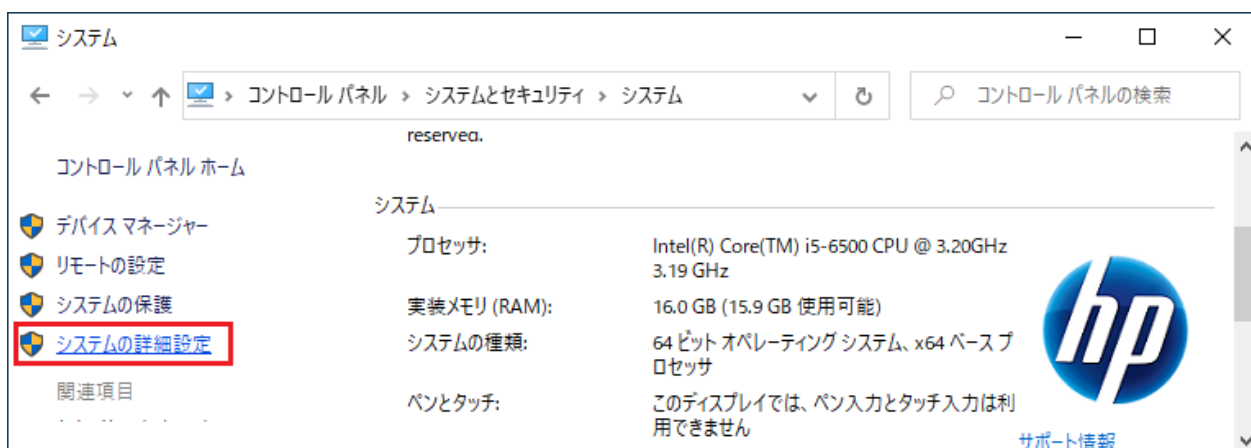 システム
コントロール パネル › システムとセキュリティ › システム
コントロール パネルの検索
reserved.
コントロール パネル ホーム
デバイス マネージャー
リモートの設定
システムの保護
システムの詳細設定
関連項目
システム
プロセッサ:
Intel(R) Core(TM) i5-6500 CPU @ 3.20GHz
3.19 GHz
実装メモリ (RAM):
16.0 GB (15.9 GB 使用可能)
システムの種類:
64 ビット オペレーティング システム、x64 ベース プ
ロセッサ
ペンとタッチ:
このディスプレイでは、ペン入力とタッチ入力は利
用できません
hp
サポート情報